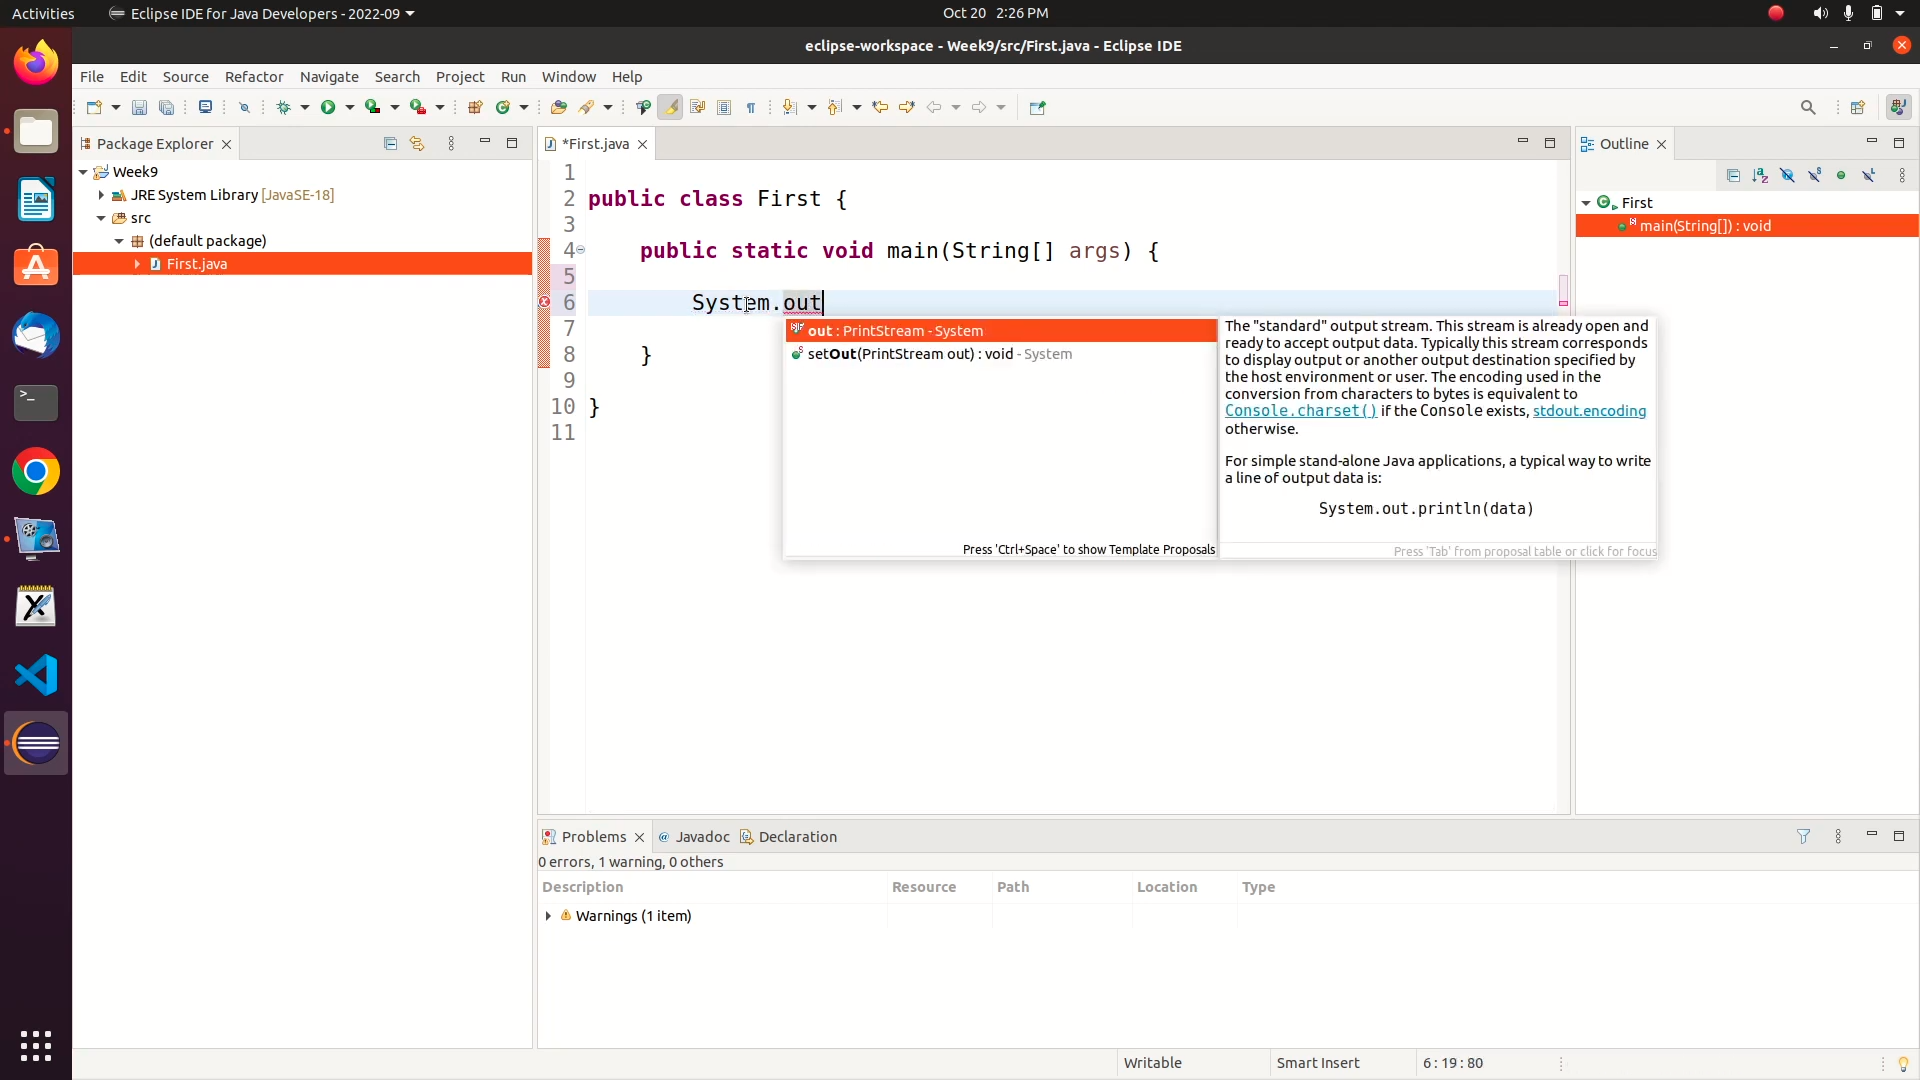 Activities Eclipse IDE for Java Developers - 2022-09 Oct 20 2:26 PM
eclipse-workspace - Week9/src/First.java - Eclipse IDE
File Edit Source Refactor Navigate Search Project Run Window Help
Package Explorer
Week9
JRE System Library [JavaSE-18]
src
(default package)
First.java
*First.java
1
2 public class First {
3
4 public static void main(String[] args) {
5
6 System.out
7
8 }
9
10 }
11
out : PrintStream - System
setOut(PrintStream out) : void - System
Press 'Ctrl+Space' to show Template Proposals
The "standard" output stream. This stream is already open and
ready to accept output data. Typically this stream corresponds
to display output or another output destination specified by
the host environment or user. The encoding used in the
conversion from characters to bytes is equivalent to
Console.charset() if the Console exists, stdout.encoding
otherwise.
For simple stand-alone Java applications, a typical way to write
a line of output data is:
System.out.println(data)
Press 'Tab' from proposal table or click for focus
Outline
First
main(String[]) : void
Problems Javadoc Declaration
0 errors, 1 warning, 0 others
Description Resource Path Location Type
Warnings (1 item)
Writable Smart Insert 6 : 19 : 80